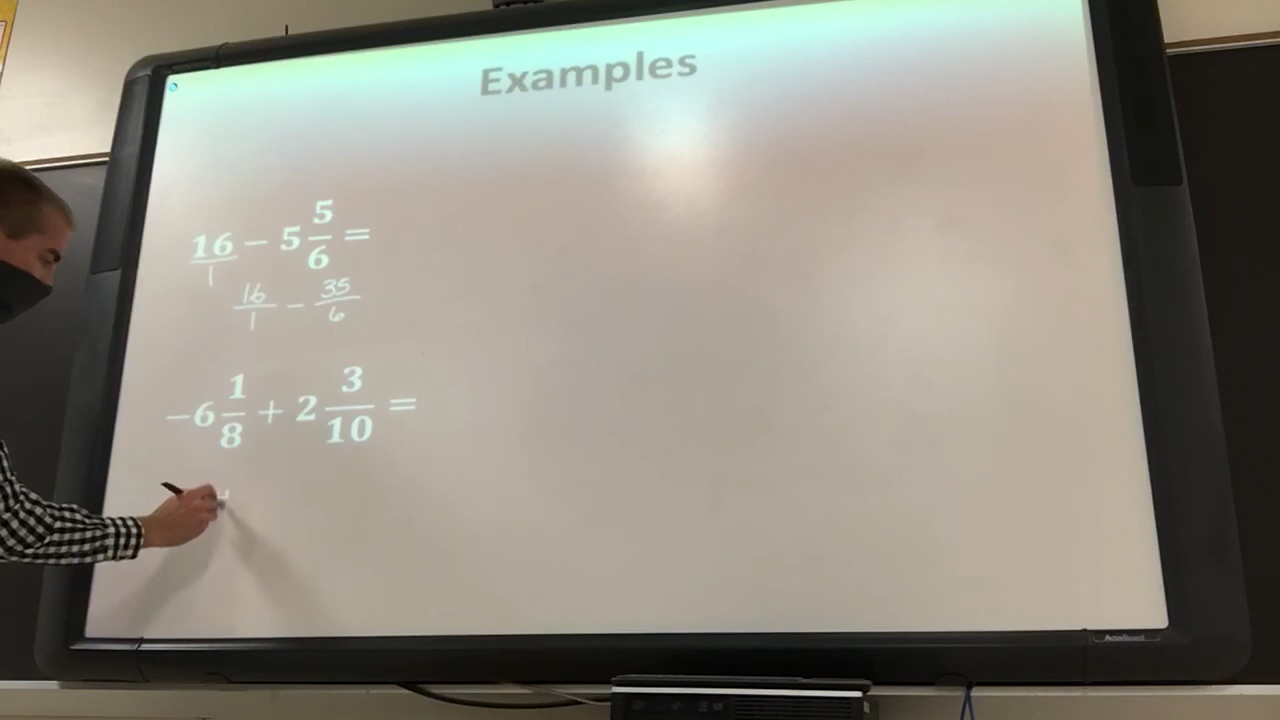 Examples
16/1 − 5 5/6 =
16/1 − 35/6
−6 1/8 + 2 3/10 =